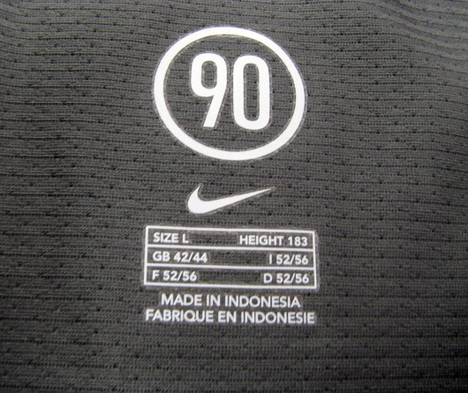 90
SIZE L HEIGHT 183
GB 42/44 I 52/56
F 52/56 D 52/56
MADE IN INDONESIA
FABRIQUE EN INDONESIE